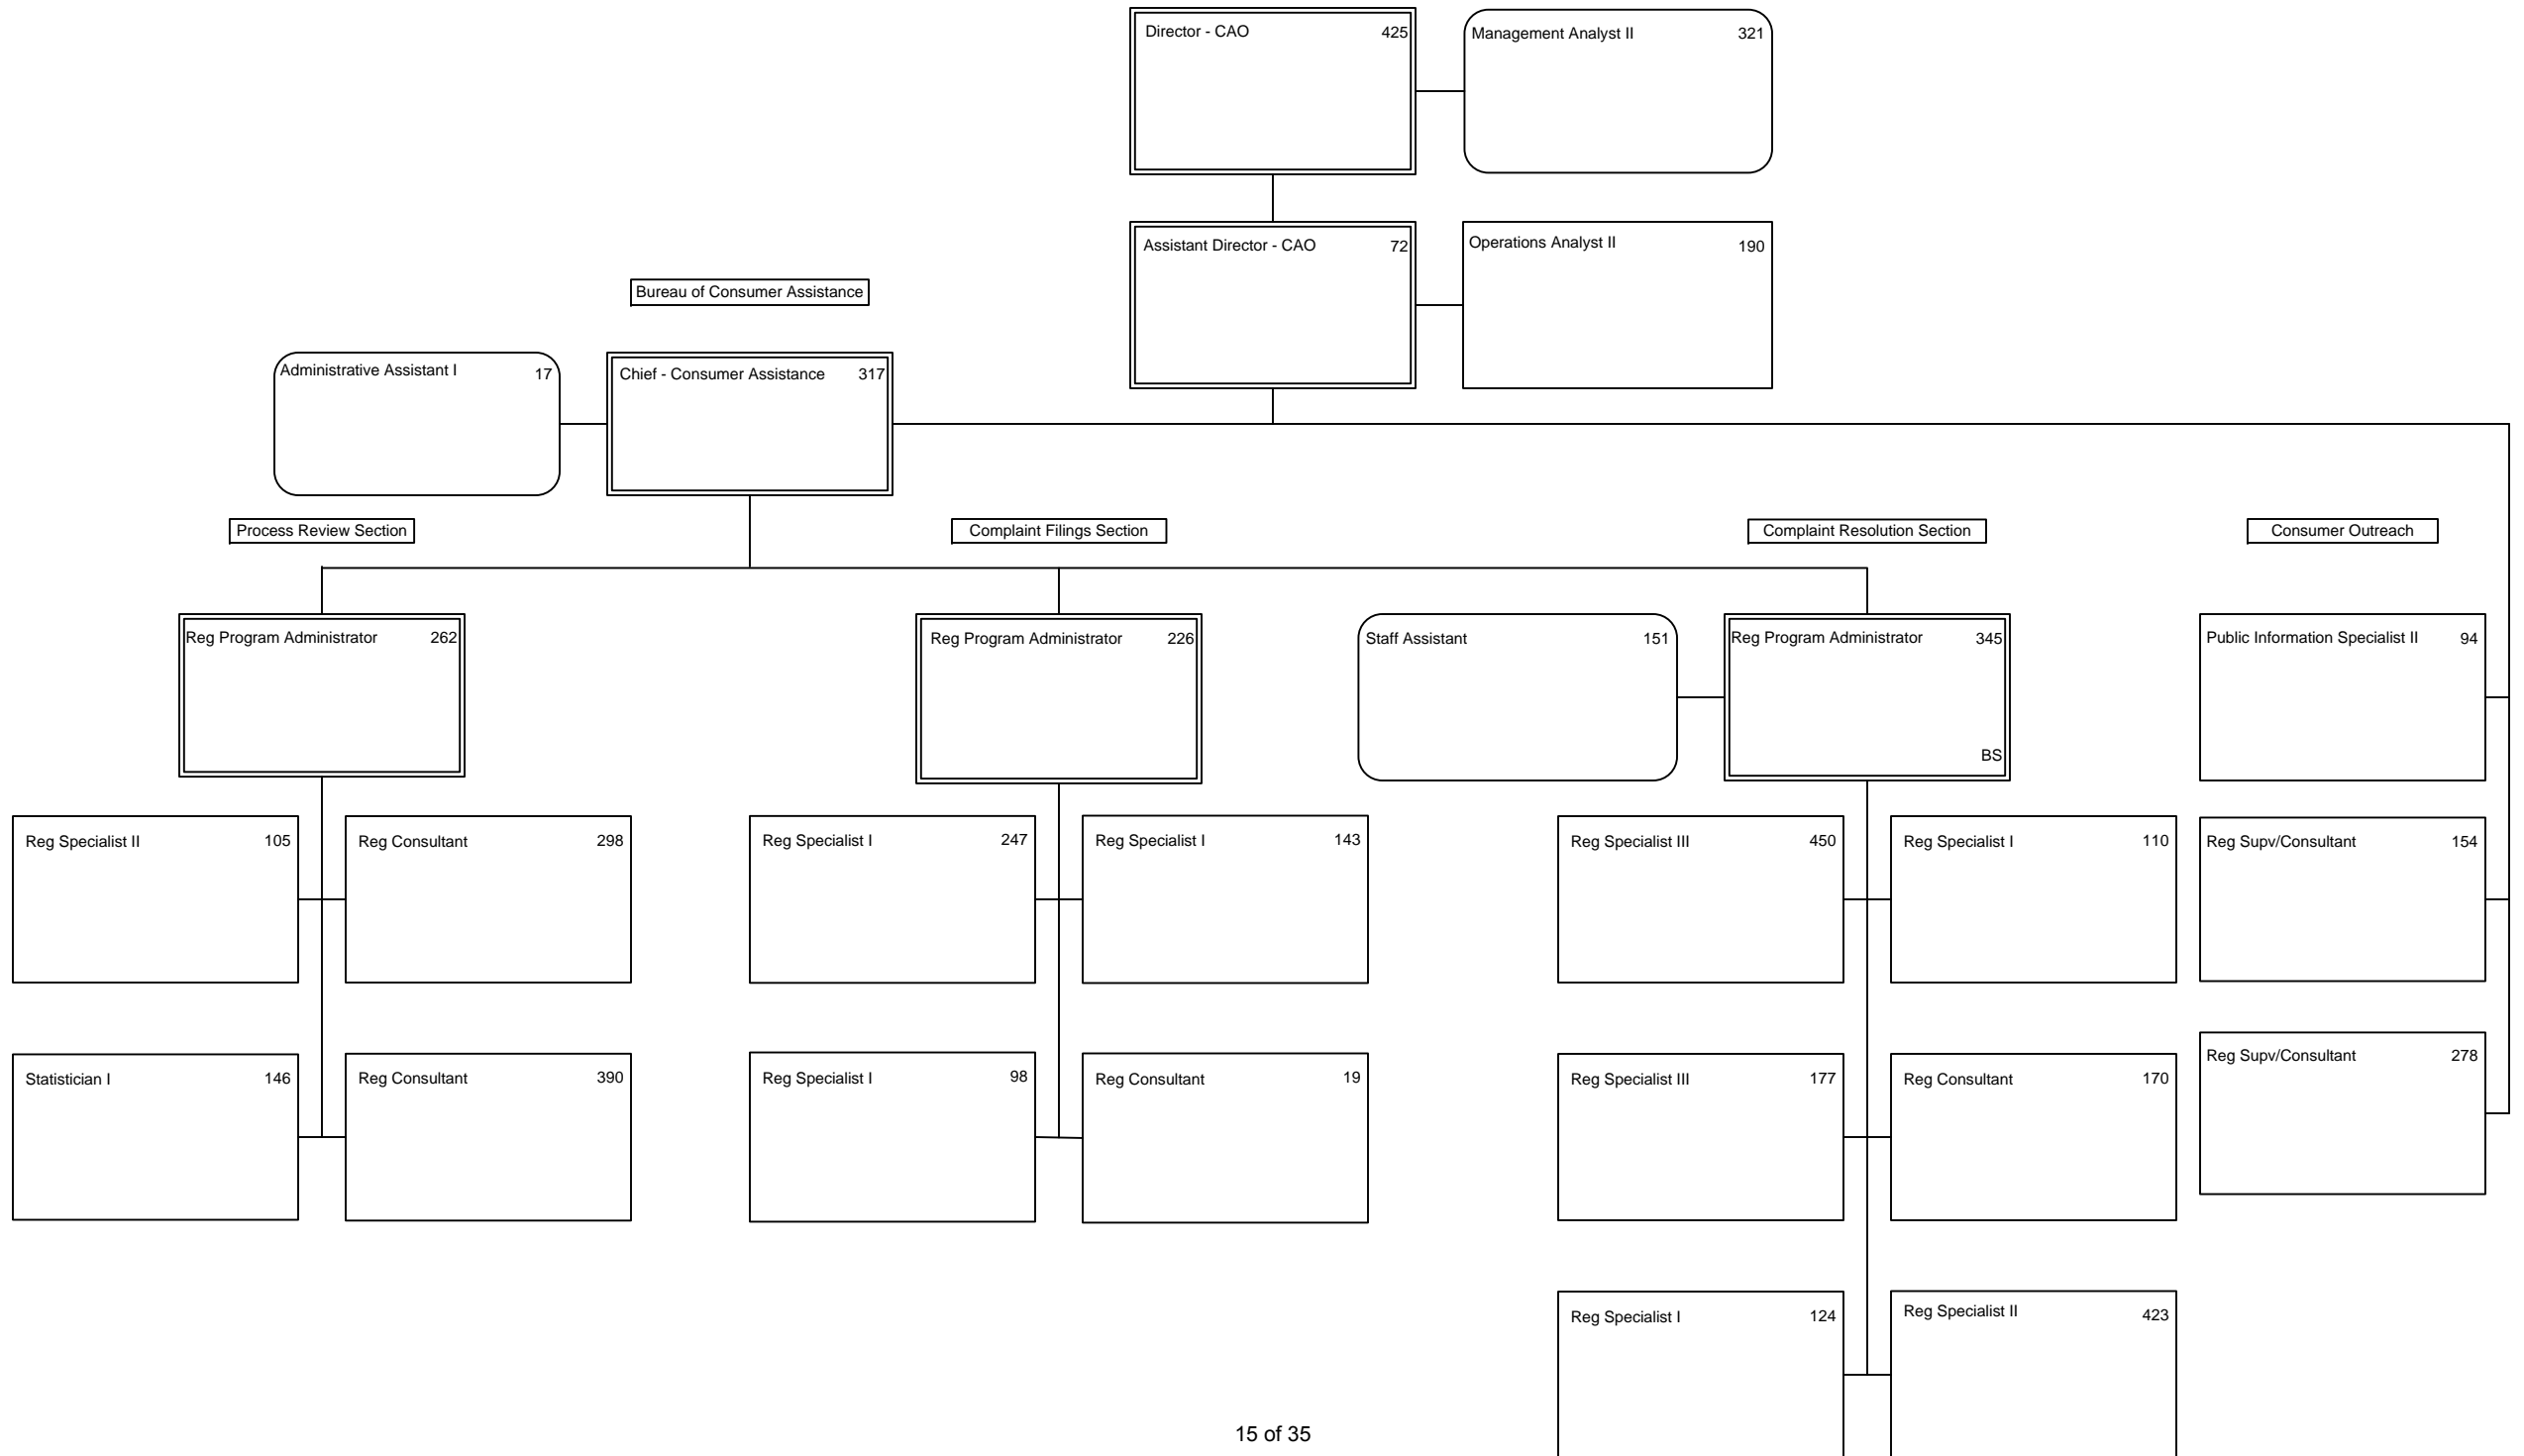 Director - CAO 425
Management Analyst II 321
Assistant Director - CAO 72
Operations Analyst II 190
Bureau of Consumer Assistance
Administrative Assistant I 17
Chief - Consumer Assistance 317
Process Review Section
Complaint Filings Section
Complaint Resolution Section
Consumer Outreach
Reg Program Administrator 262
Reg Program Administrator 226
Staff Assistant 151
Reg Program Administrator 345
BS
Public Information Specialist II 94
Reg Specialist II 105
Reg Consultant 298
Reg Specialist I 247
Reg Specialist I 143
Reg Specialist III 450
Reg Specialist I 110
Reg Supv/Consultant 154
Statistician I 146
Reg Consultant 390
Reg Specialist I 98
Reg Consultant 19
Reg Specialist III 177
Reg Consultant 170
Reg Supv/Consultant 278
Reg Specialist I 124
Reg Specialist II 423
15 of 35